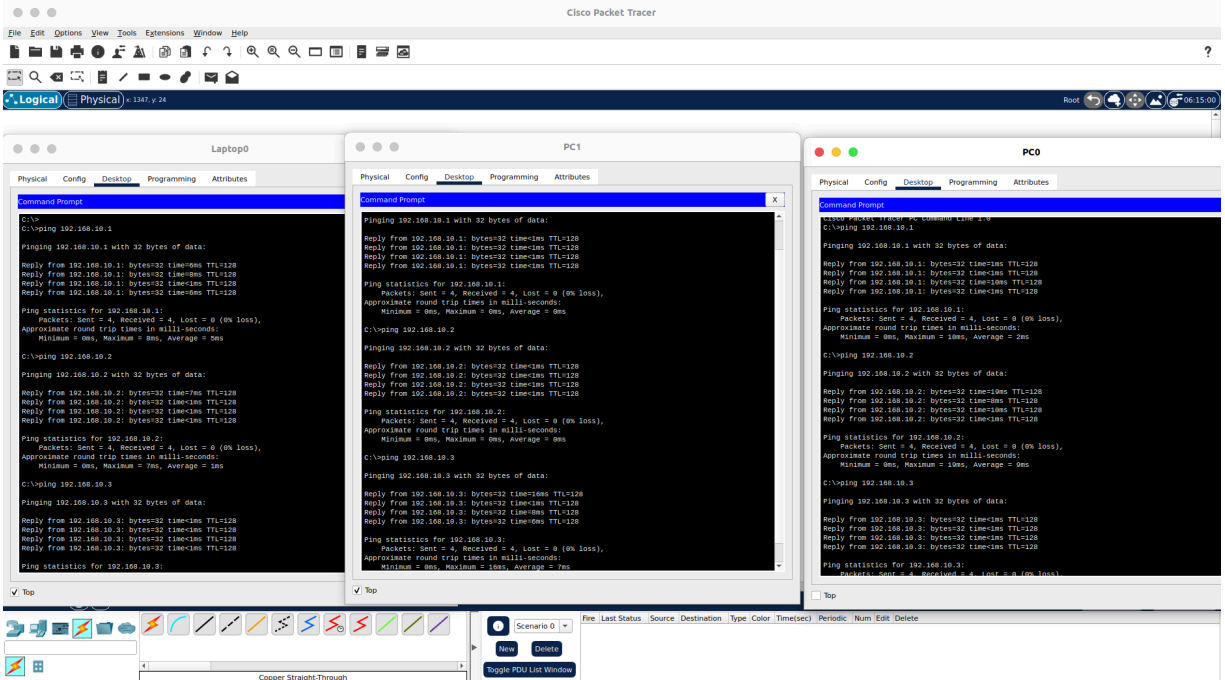 Cisco Packet Tracer
File Edit Options View Tools Extensions Window Help
?
Logical Physical x: 1347, y: 24 Root 06:15:00
Laptop0
Physical Config Desktop Programming Attributes
Command Prompt
C:\>
C:\>ping 192.168.10.1
Pinging 192.168.10.1 with 32 bytes of data:
Reply from 192.168.10.1: bytes=32 time=6ms TTL=128
Reply from 192.168.10.1: bytes=32 time=8ms TTL=128
Reply from 192.168.10.1: bytes=32 time<1ms TTL=128
Reply from 192.168.10.1: bytes=32 time=6ms TTL=128
Ping statistics for 192.168.10.1:
Packets: Sent = 4, Received = 4, Lost = 0 (0% loss),
Approximate round trip times in milli-seconds:
Minimum = 0ms, Maximum = 8ms, Average = 5ms
C:\>ping 192.168.10.2
Pinging 192.168.10.2 with 32 bytes of data:
Reply from 192.168.10.2: bytes=32 time=7ms TTL=128
Reply from 192.168.10.2: bytes=32 time<1ms TTL=128
Reply from 192.168.10.2: bytes=32 time<1ms TTL=128
Reply from 192.168.10.2: bytes=32 time<1ms TTL=128
Ping statistics for 192.168.10.2:
Packets: Sent = 4, Received = 4, Lost = 0 (0% loss),
Approximate round trip times in milli-seconds:
Minimum = 0ms, Maximum = 7ms, Average = 1ms
C:\>ping 192.168.10.3
Pinging 192.168.10.3 with 32 bytes of data:
Reply from 192.168.10.3: bytes=32 time<1ms TTL=128
Reply from 192.168.10.3: bytes=32 time<1ms TTL=128
Reply from 192.168.10.3: bytes=32 time<1ms TTL=128
Reply from 192.168.10.3: bytes=32 time<1ms TTL=128
Ping statistics for 192.168.10.3:
Top
PC1
Physical Config Desktop Programming Attributes
Command Prompt X
Pinging 192.168.10.1 with 32 bytes of data:
Reply from 192.168.10.1: bytes=32 time<1ms TTL=128
Reply from 192.168.10.1: bytes=32 time<1ms TTL=128
Reply from 192.168.10.1: bytes=32 time<1ms TTL=128
Reply from 192.168.10.1: bytes=32 time<1ms TTL=128
Ping statistics for 192.168.10.1:
Packets: Sent = 4, Received = 4, Lost = 0 (0% loss),
Approximate round trip times in milli-seconds:
Minimum = 0ms, Maximum = 0ms, Average = 0ms
C:\>ping 192.168.10.2
Pinging 192.168.10.2 with 32 bytes of data:
Reply from 192.168.10.2: bytes=32 time<1ms TTL=128
Reply from 192.168.10.2: bytes=32 time<1ms TTL=128
Reply from 192.168.10.2: bytes=32 time<1ms TTL=128
Reply from 192.168.10.2: bytes=32 time<1ms TTL=128
Ping statistics for 192.168.10.2:
Packets: Sent = 4, Received = 4, Lost = 0 (0% loss),
Approximate round trip times in milli-seconds:
Minimum = 0ms, Maximum = 0ms, Average = 0ms
C:\>ping 192.168.10.3
Pinging 192.168.10.3 with 32 bytes of data:
Reply from 192.168.10.3: bytes=32 time=16ms TTL=128
Reply from 192.168.10.3: bytes=32 time<1ms TTL=128
Reply from 192.168.10.3: bytes=32 time=8ms TTL=128
Reply from 192.168.10.3: bytes=32 time=6ms TTL=128
Ping statistics for 192.168.10.3:
Packets: Sent = 4, Received = 4, Lost = 0 (0% loss),
Approximate round trip times in milli-seconds:
Minimum = 0ms, Maximum = 16ms, Average = 7ms
Top
PC0
Physical Config Desktop Programming Attributes
Command Prompt
Cisco Packet Tracer PC Command Line 1.0
C:\>ping 192.168.10.1
Pinging 192.168.10.1 with 32 bytes of data:
Reply from 192.168.10.1: bytes=32 time=1ms TTL=128
Reply from 192.168.10.1: bytes=32 time<1ms TTL=128
Reply from 192.168.10.1: bytes=32 time=10ms TTL=128
Reply from 192.168.10.1: bytes=32 time<1ms TTL=128
Ping statistics for 192.168.10.1:
Packets: Sent = 4, Received = 4, Lost = 0 (0% loss),
Approximate round trip times in milli-seconds:
Minimum = 0ms, Maximum = 10ms, Average = 2ms
C:\>ping 192.168.10.2
Pinging 192.168.10.2 with 32 bytes of data:
Reply from 192.168.10.2: bytes=32 time=19ms TTL=128
Reply from 192.168.10.2: bytes=32 time=8ms TTL=128
Reply from 192.168.10.2: bytes=32 time=10ms TTL=128
Reply from 192.168.10.2: bytes=32 time<1ms TTL=128
Ping statistics for 192.168.10.2:
Packets: Sent = 4, Received = 4, Lost = 0 (0% loss),
Approximate round trip times in milli-seconds:
Minimum = 0ms, Maximum = 19ms, Average = 9ms
C:\>ping 192.168.10.3
Pinging 192.168.10.3 with 32 bytes of data:
Reply from 192.168.10.3: bytes=32 time<1ms TTL=128
Reply from 192.168.10.3: bytes=32 time<1ms TTL=128
Reply from 192.168.10.3: bytes=32 time<1ms TTL=128
Reply from 192.168.10.3: bytes=32 time<1ms TTL=128
Ping statistics for 192.168.10.3:
Packets: Sent = 4, Received = 4, Lost = 0 (0% loss),
Top
Scenario 0
New Delete
Toggle PDU List Window
Fire Last Status Source Destination Type Color Time(sec) Periodic Num Edit Delete
Copper Straight-Through